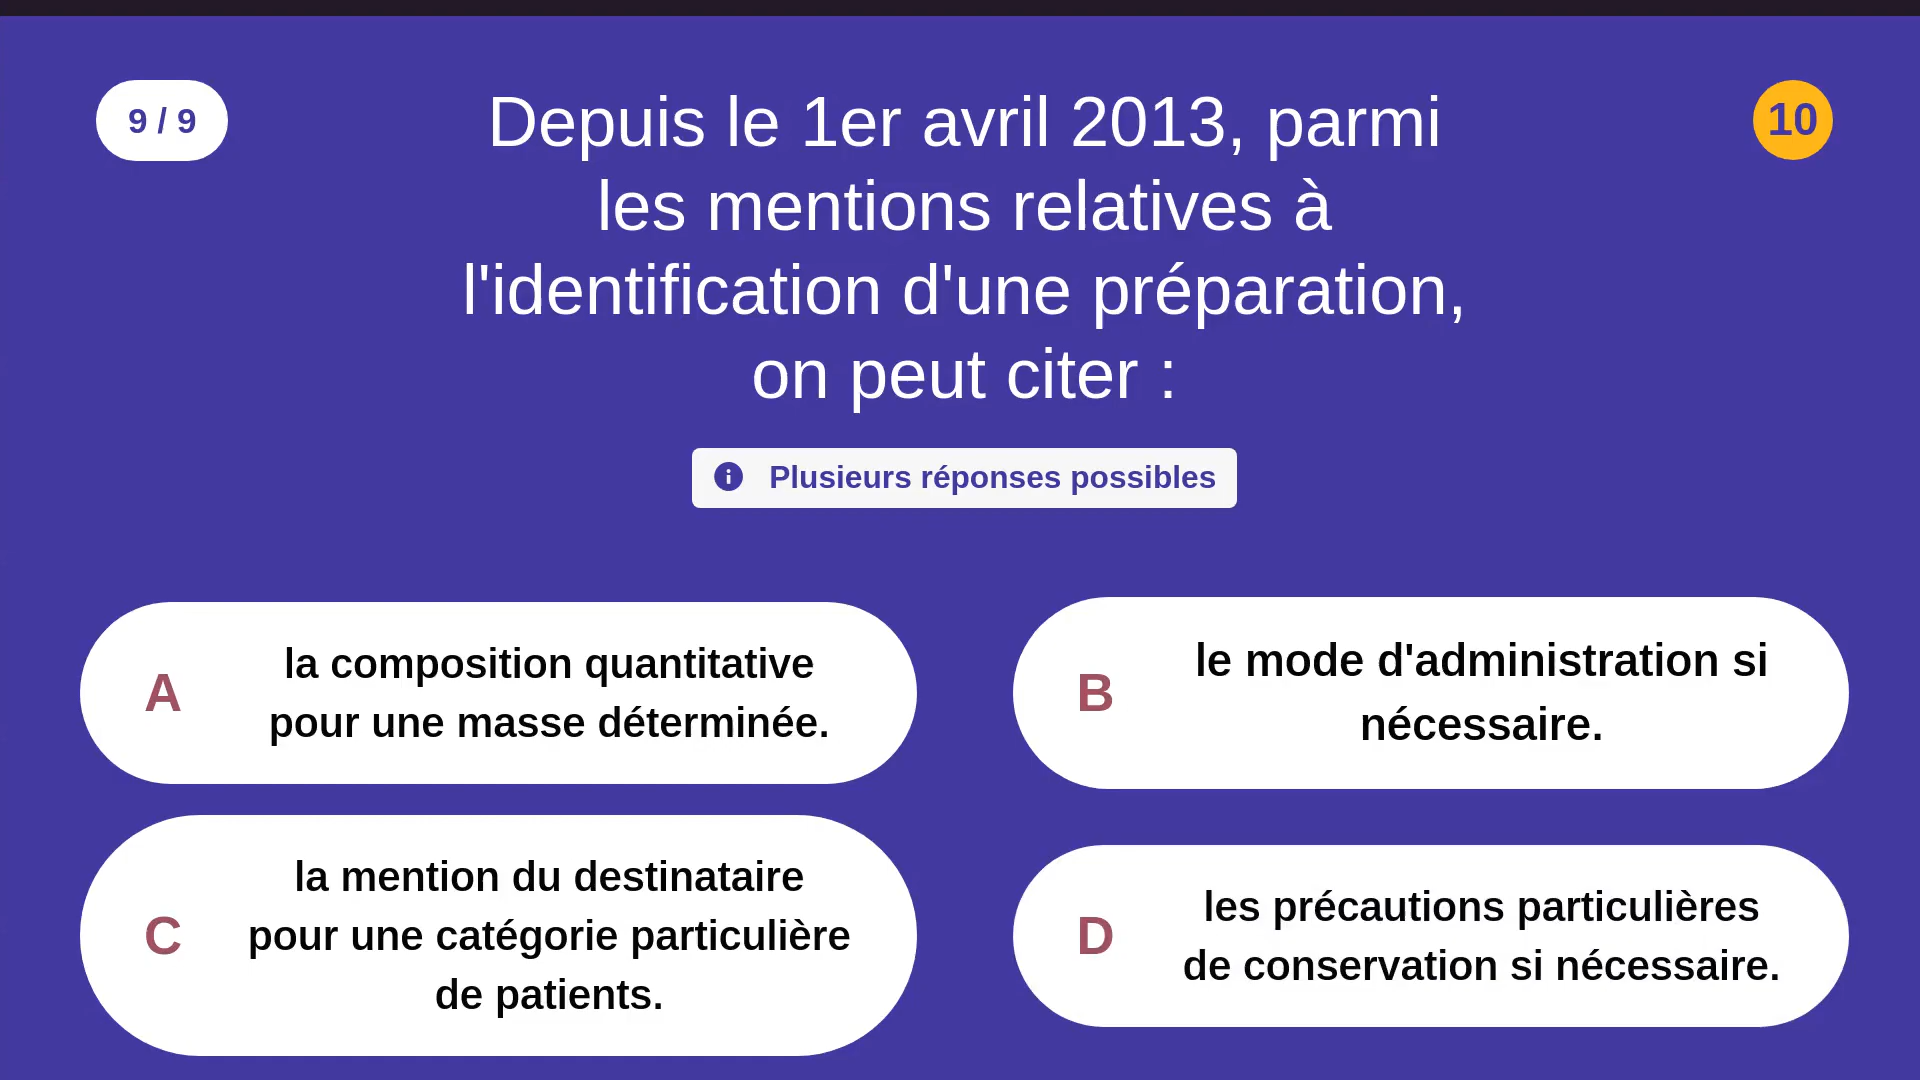 9 / 9
Depuis le 1er avril 2013, parmi
les mentions relatives à
l'identification d'une préparation,
on peut citer :
10
Plusieurs réponses possibles
A
la composition quantitative
pour une masse déterminée.
B
le mode d'administration si
nécessaire.
C
la mention du destinataire
pour une catégorie particulière
de patients.
D
les précautions particulières
de conservation si nécessaire.